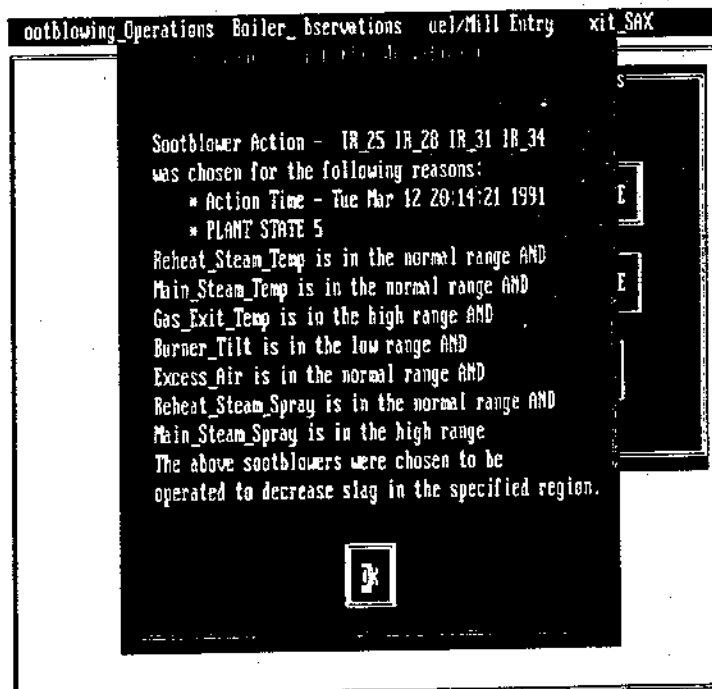 ootblowing_Operations Boiler_ bservations uel/Mill Entry xit_SAX
s
Sootblower Action - IR_25 IR_28 IR_31 IR_34
was chosen for the following reasons:
* Action Time - Tue Mar 12 20:14:21 1991
* PLANT STATE 5
Reheat_Steam_Temp is in the normal range AND
Main_Steam_Temp is in the normal range AND
Gas_Exit_Temp is in the high range AND
Burner_Tilt is in the low range AND
Excess_Air is in the normal range AND
Reheat_Steam_Spray is in the normal range AND
Main_Steam_Spray is in the high range
The above sootblowers were chosen to be
operated to decrease slag in the specified region.
E
E
OK